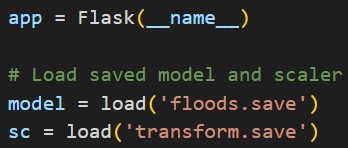 app = Flask(__name__)
# Load saved model and scaler
model = load('floods.save')
sc = load('transform.save')